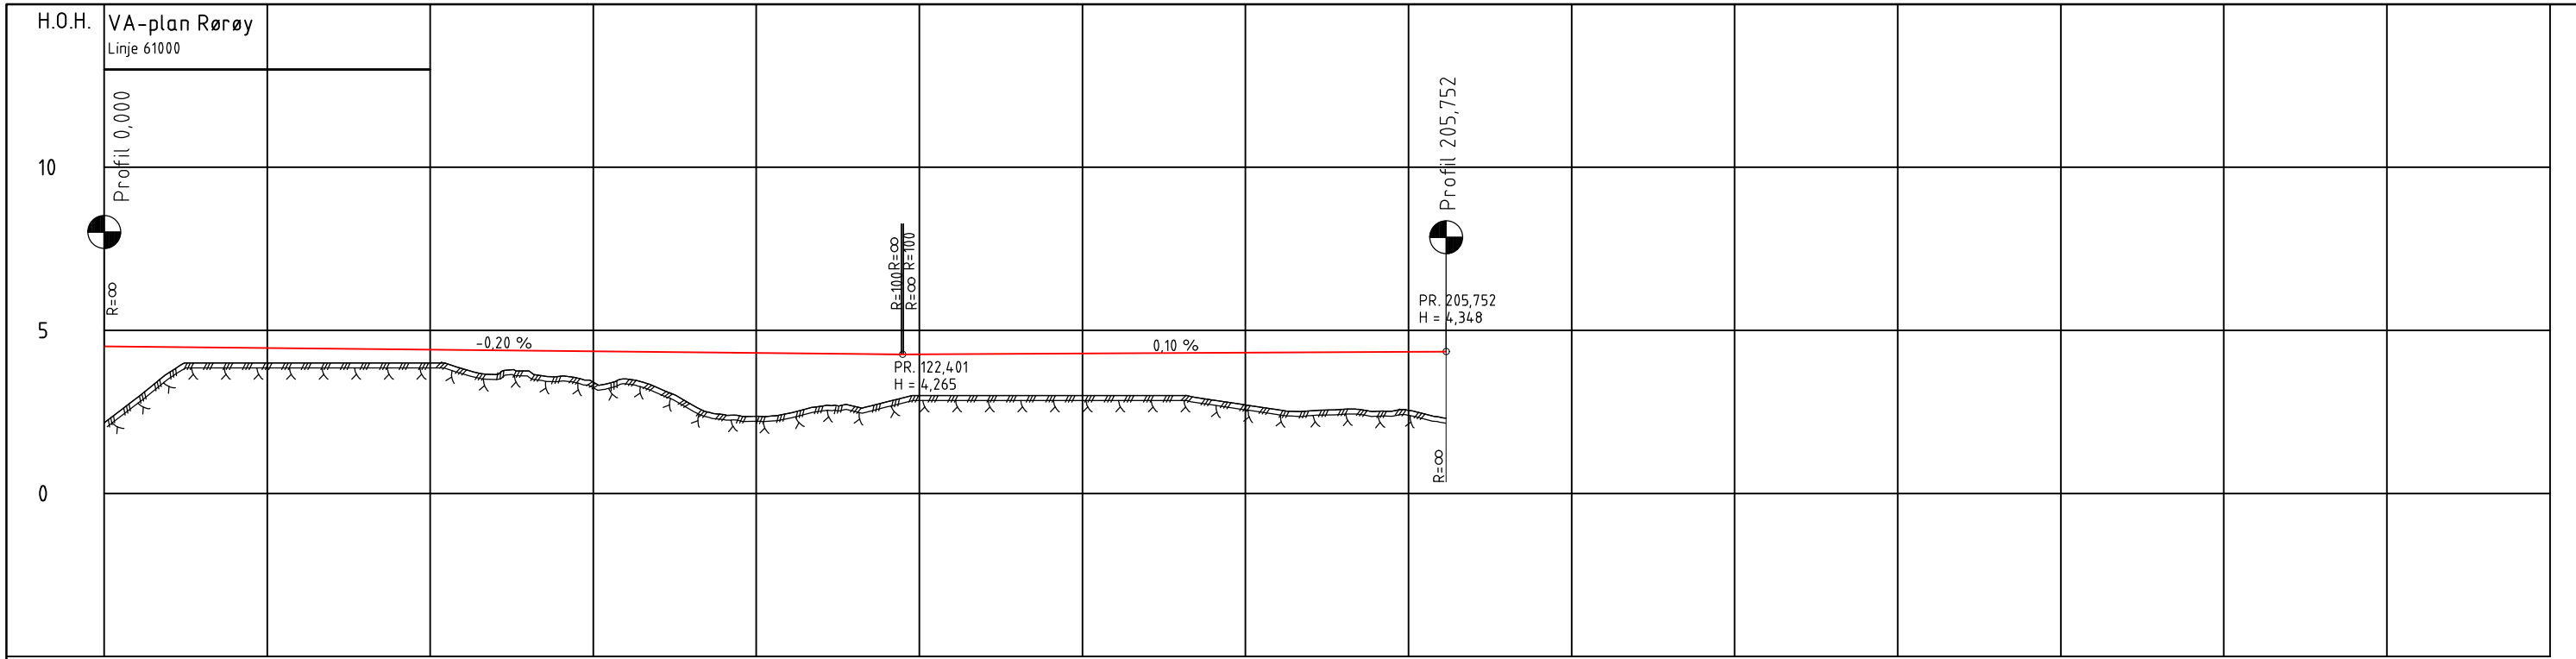 H.O.H.
VA-plan Rørøy
Linje 61000
Profil 0,000
Profil 205,752
10
R=∞
R=100 R=∞
R=∞ R=100
PR. 205,752
H = 4,348
5
-0,20 %
0,10 %
PR. 122,401
H = 4,265
R=∞
0